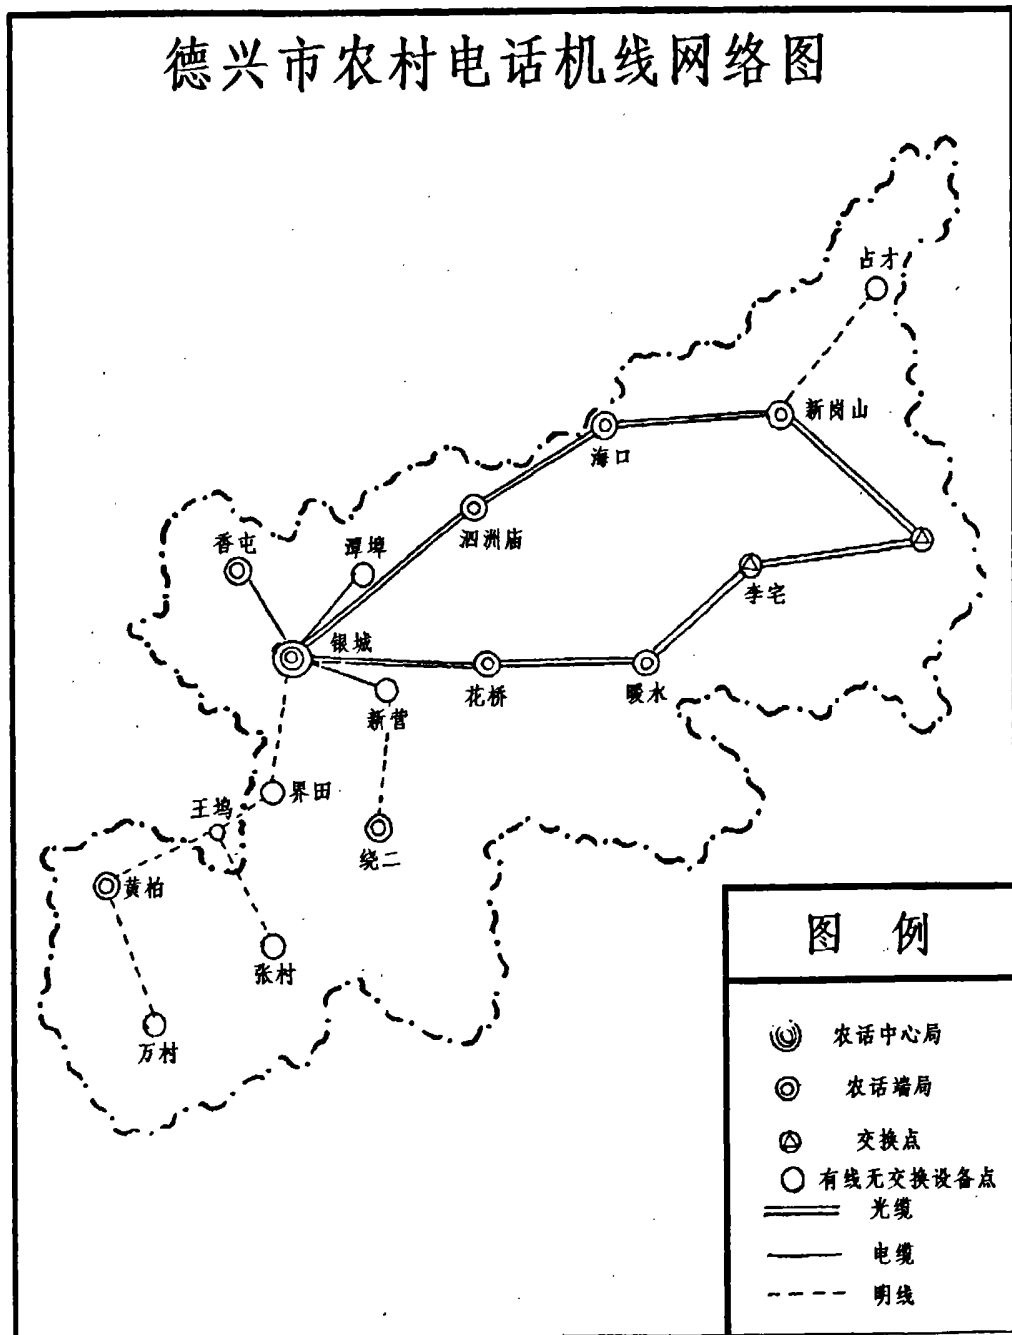 德兴市农村电话机线网络图
占才
新岗山
海口
泗洲庙
香屯
潭埠
李宅
银城
花桥
暖水
新营
界田
王坞
绕二
黄柏
张村
万村
图例
农话中心局
农话端局
交换点
有线无交换设备点
光缆
电缆
明线